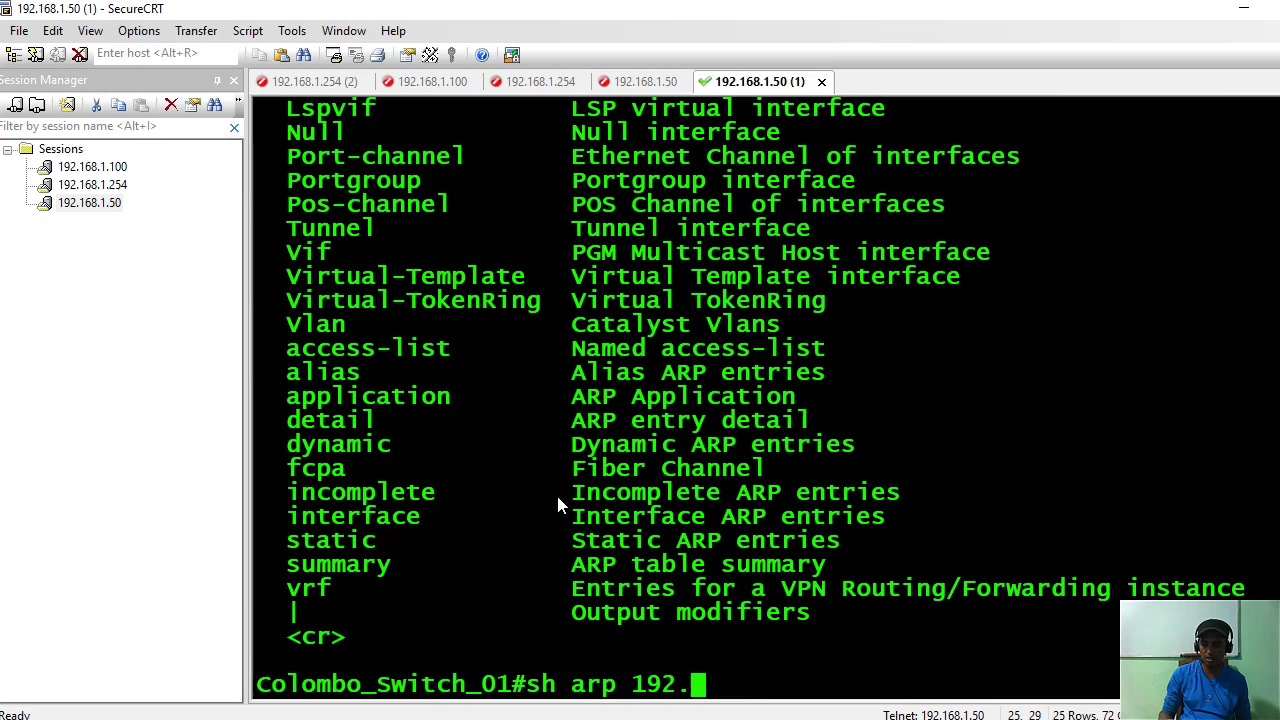 192.168.1.50 (1) - SecureCRT
File Edit View Options Transfer Script Tools Window Help
Enter host <Alt+R>
Session Manager
192.168.1.254 (2) 192.168.1.100 192.168.1.254 192.168.1.50 192.168.1.50 (1)
Filter by session name <Alt+I>
Sessions
192.168.1.100
192.168.1.254
192.168.1.50
Lspvif LSP virtual interface
Null Null interface
Port-channel Ethernet Channel of interfaces
Portgroup Portgroup interface
Pos-channel POS Channel of interfaces
Tunnel Tunnel interface
Vif PGM Multicast Host interface
Virtual-Template Virtual Template interface
Virtual-TokenRing Virtual TokenRing
Vlan Catalyst Vlans
access-list Named access-list
alias Alias ARP entries
application ARP Application
detail ARP entry detail
dynamic Dynamic ARP entries
fcpa Fiber Channel
incomplete Incomplete ARP entries
interface Interface ARP entries
static Static ARP entries
summary ARP table summary
vrf Entries for a VPN Routing/Forwarding instance
| Output modifiers
<cr>
Colombo_Switch_01#sh arp 192.
Ready Telnet: 192.168.1.50 25, 29 25 Rows, 72 C